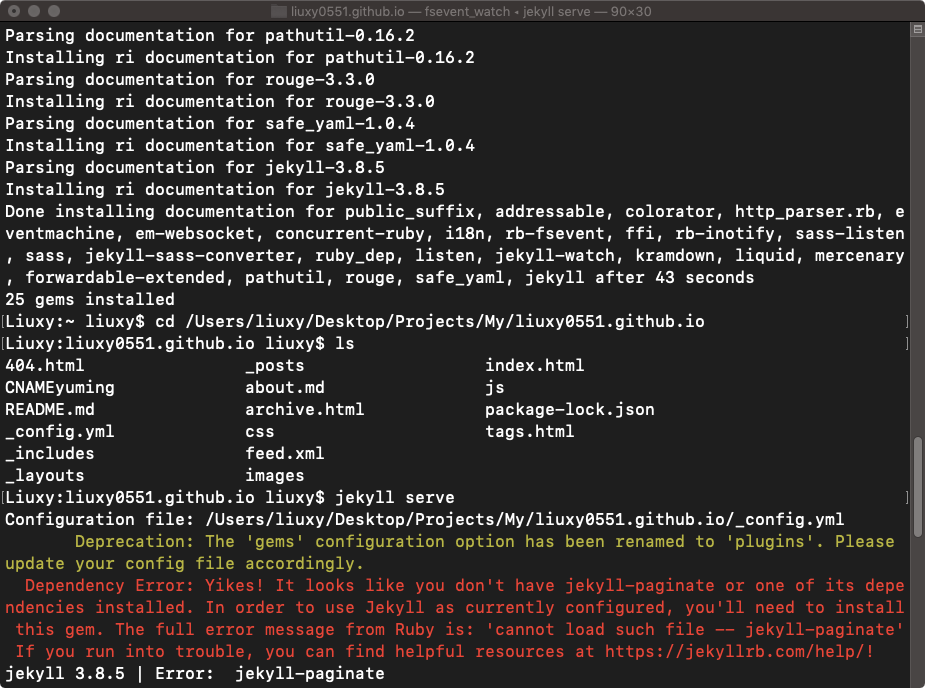 liuxy0551.github.io — fsevent_watch • jekyll serve — 90×30
Parsing documentation for pathutil-0.16.2
Installing ri documentation for pathutil-0.16.2
Parsing documentation for rouge-3.3.0
Installing ri documentation for rouge-3.3.0
Parsing documentation for safe_yaml-1.0.4
Installing ri documentation for safe_yaml-1.0.4
Parsing documentation for jekyll-3.8.5
Installing ri documentation for jekyll-3.8.5
Done installing documentation for public_suffix, addressable, colorator, http_parser.rb, e
ventmachine, em-websocket, concurrent-ruby, i18n, rb-fsevent, ffi, rb-inotify, sass-listen
, sass, jekyll-sass-converter, ruby_dep, listen, jekyll-watch, kramdown, liquid, mercenary
, forwardable-extended, pathutil, rouge, safe_yaml, jekyll after 43 seconds
25 gems installed
[Liuxy:~ liuxy$ cd /Users/liuxy/Desktop/Projects/My/liuxy0551.github.io ]
[Liuxy:liuxy0551.github.io liuxy$ ls ]
404.html _posts index.html
CNAMEyuming about.md js
README.md archive.html package-lock.json
_config.yml css tags.html
_includes feed.xml
_layouts images
[Liuxy:liuxy0551.github.io liuxy$ jekyll serve ]
Configuration file: /Users/liuxy/Desktop/Projects/My/liuxy0551.github.io/_config.yml
Deprecation: The 'gems' configuration option has been renamed to 'plugins'. Please
update your config file accordingly.
Dependency Error: Yikes! It looks like you don't have jekyll-paginate or one of its depe
ndencies installed. In order to use Jekyll as currently configured, you'll need to install
this gem. The full error message from Ruby is: 'cannot load such file -- jekyll-paginate'
If you run into trouble, you can find helpful resources at https://jekyllrb.com/help/!
jekyll 3.8.5 | Error:  jekyll-paginate